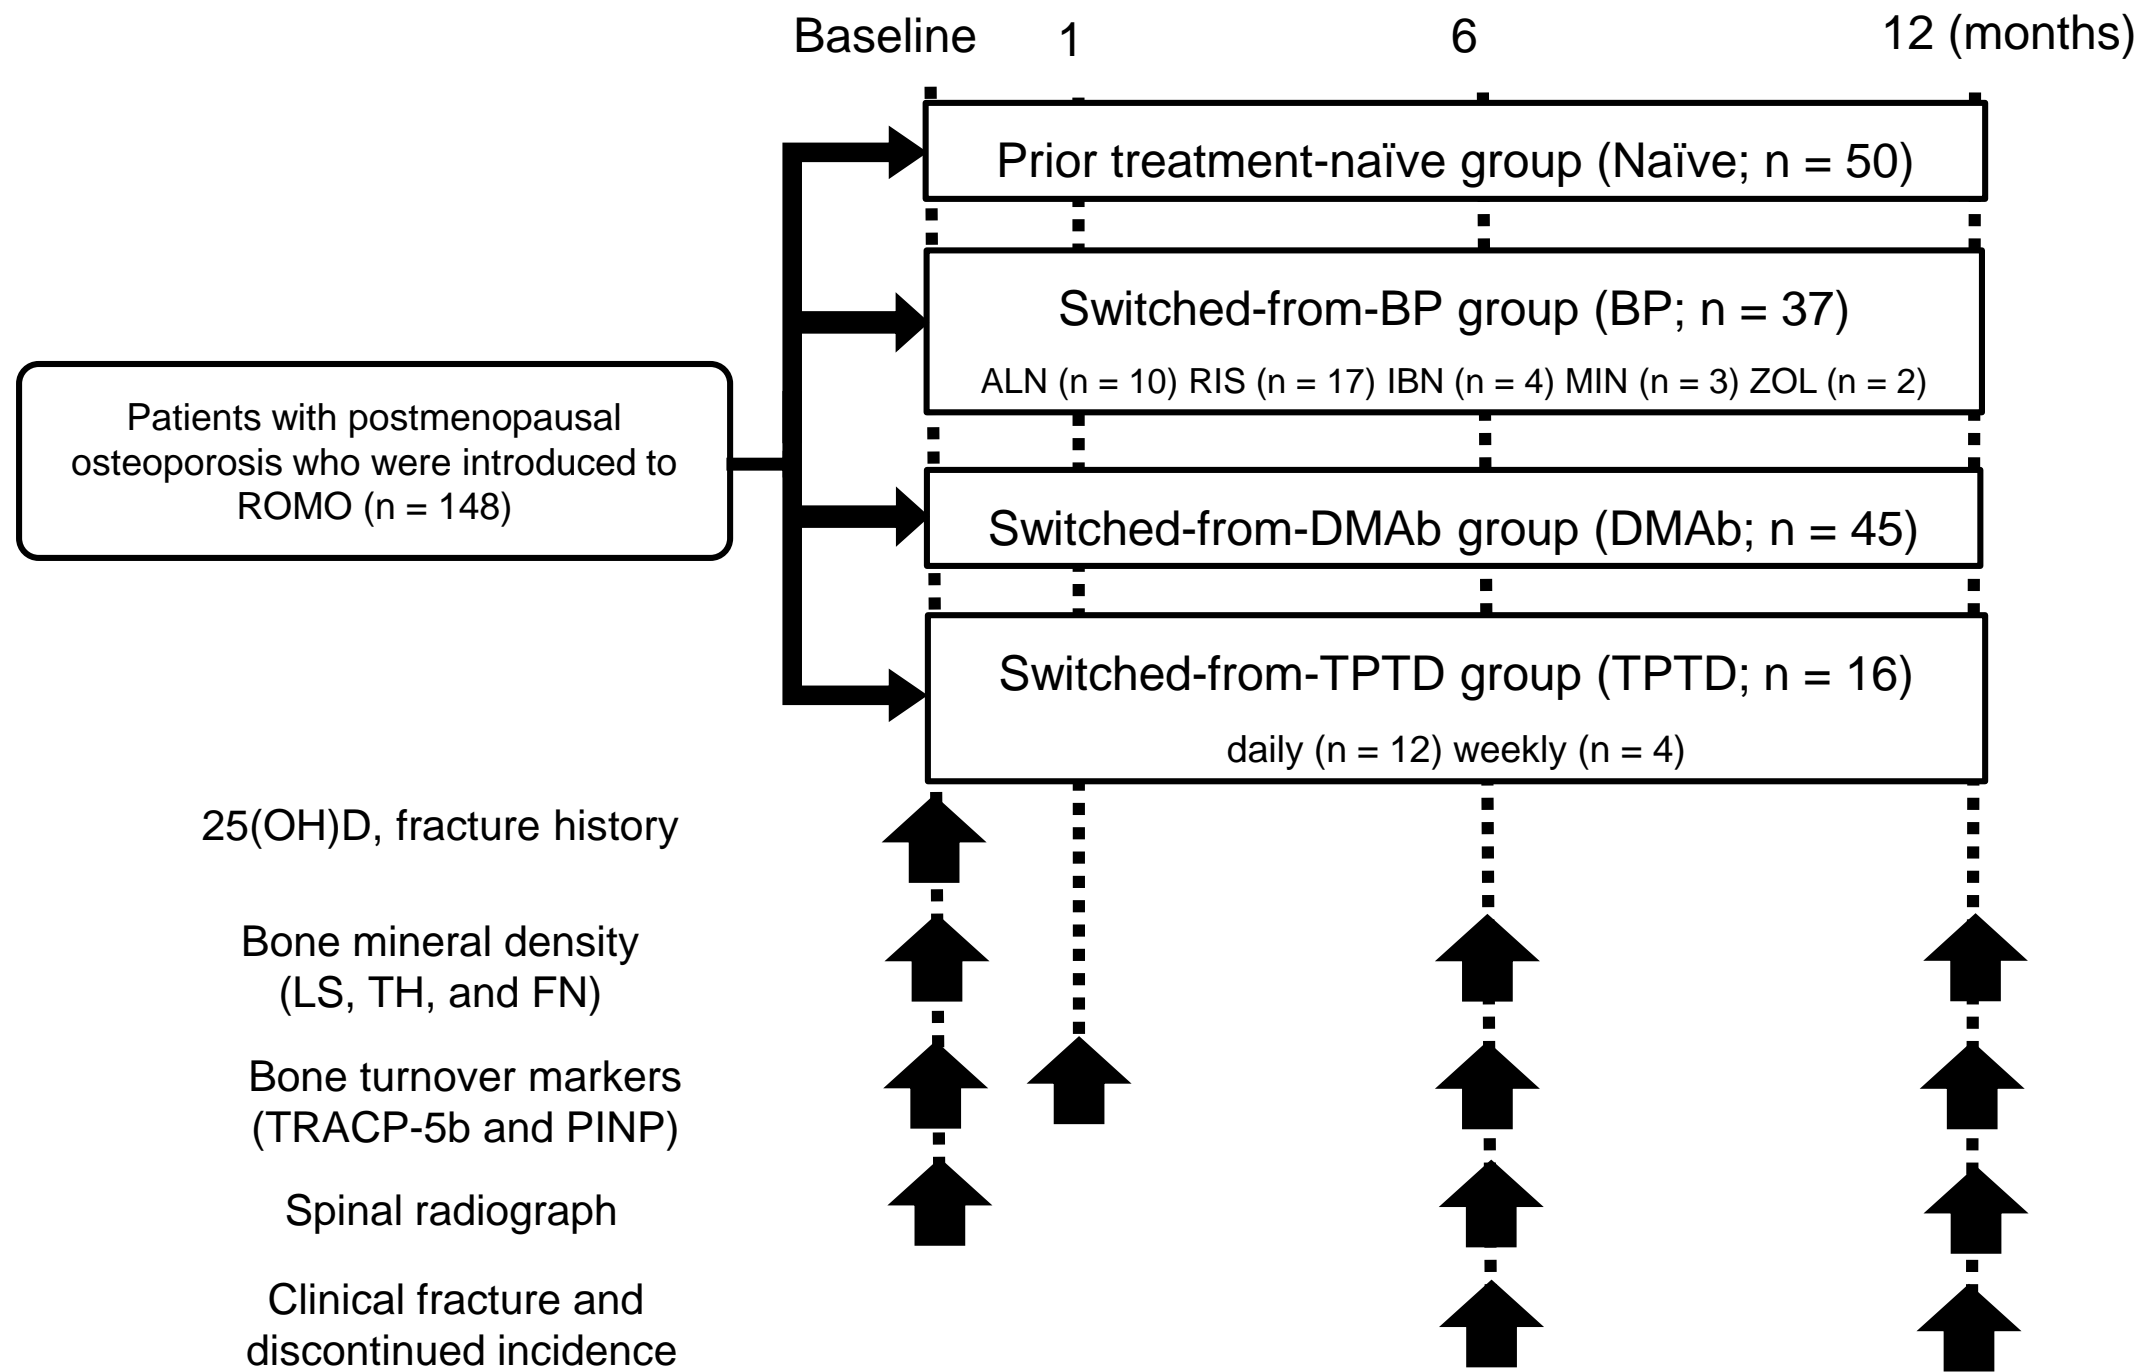 Baseline 1 6 12 (months)
Prior treatment-naïve group (Naïve; n = 50)
Switched-from-BP group (BP; n = 37)
ALN (n = 10) RIS (n = 17) IBN (n = 4) MIN (n = 3) ZOL (n = 2)
Patients with postmenopausal
osteoporosis who were introduced to
ROMO (n = 148)
Switched-from-DMAb group (DMAb; n = 45)
Switched-from-TPTD group (TPTD; n = 16)
daily (n = 12) weekly (n = 4)
25(OH)D, fracture history
Bone mineral density
(LS, TH, and FN)
Bone turnover markers
(TRACP-5b and PINP)
Spinal radiograph
Clinical fracture and
discontinued incidence